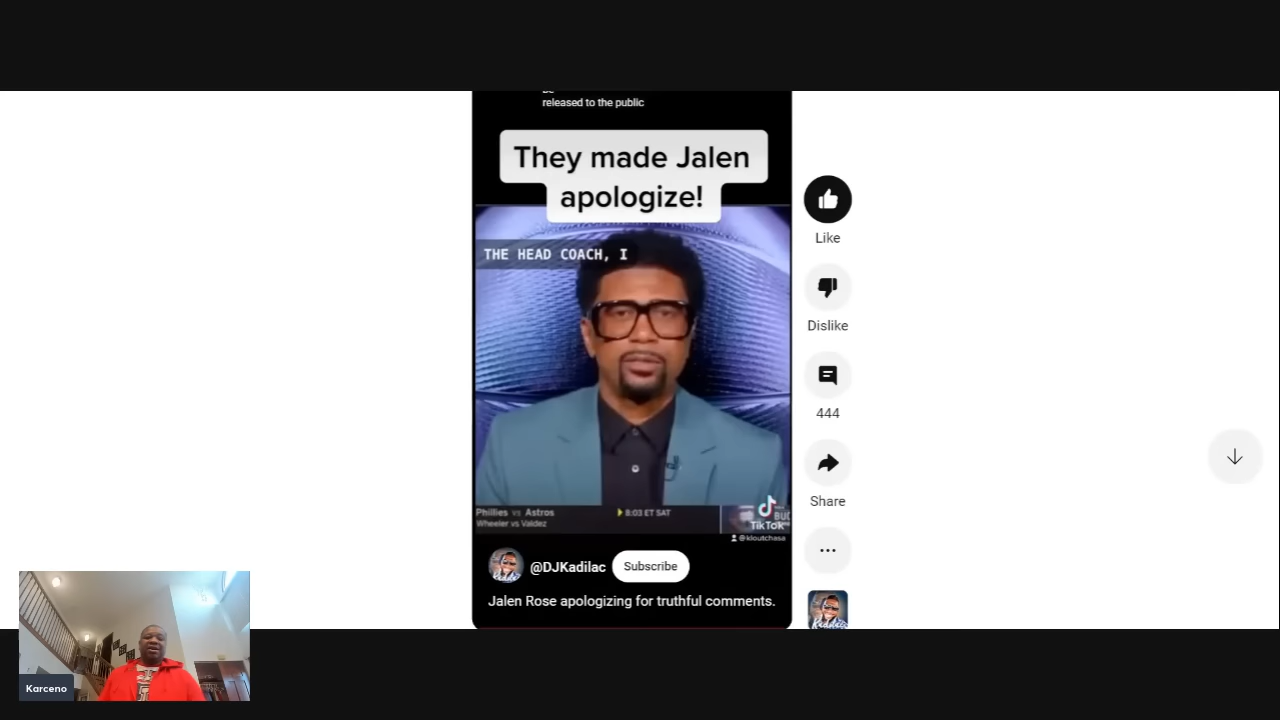 released to the public
They made Jalen
apologize!
THE HEAD COACH, I
Phillies vs Astros
Wheeler vs Valdez
8:03 ET SAT
TikTok
@kloutchasa
@DJKadilac
Subscribe
Jalen Rose apologizing for truthful comments.
Like
Dislike
444
Share
Karceno